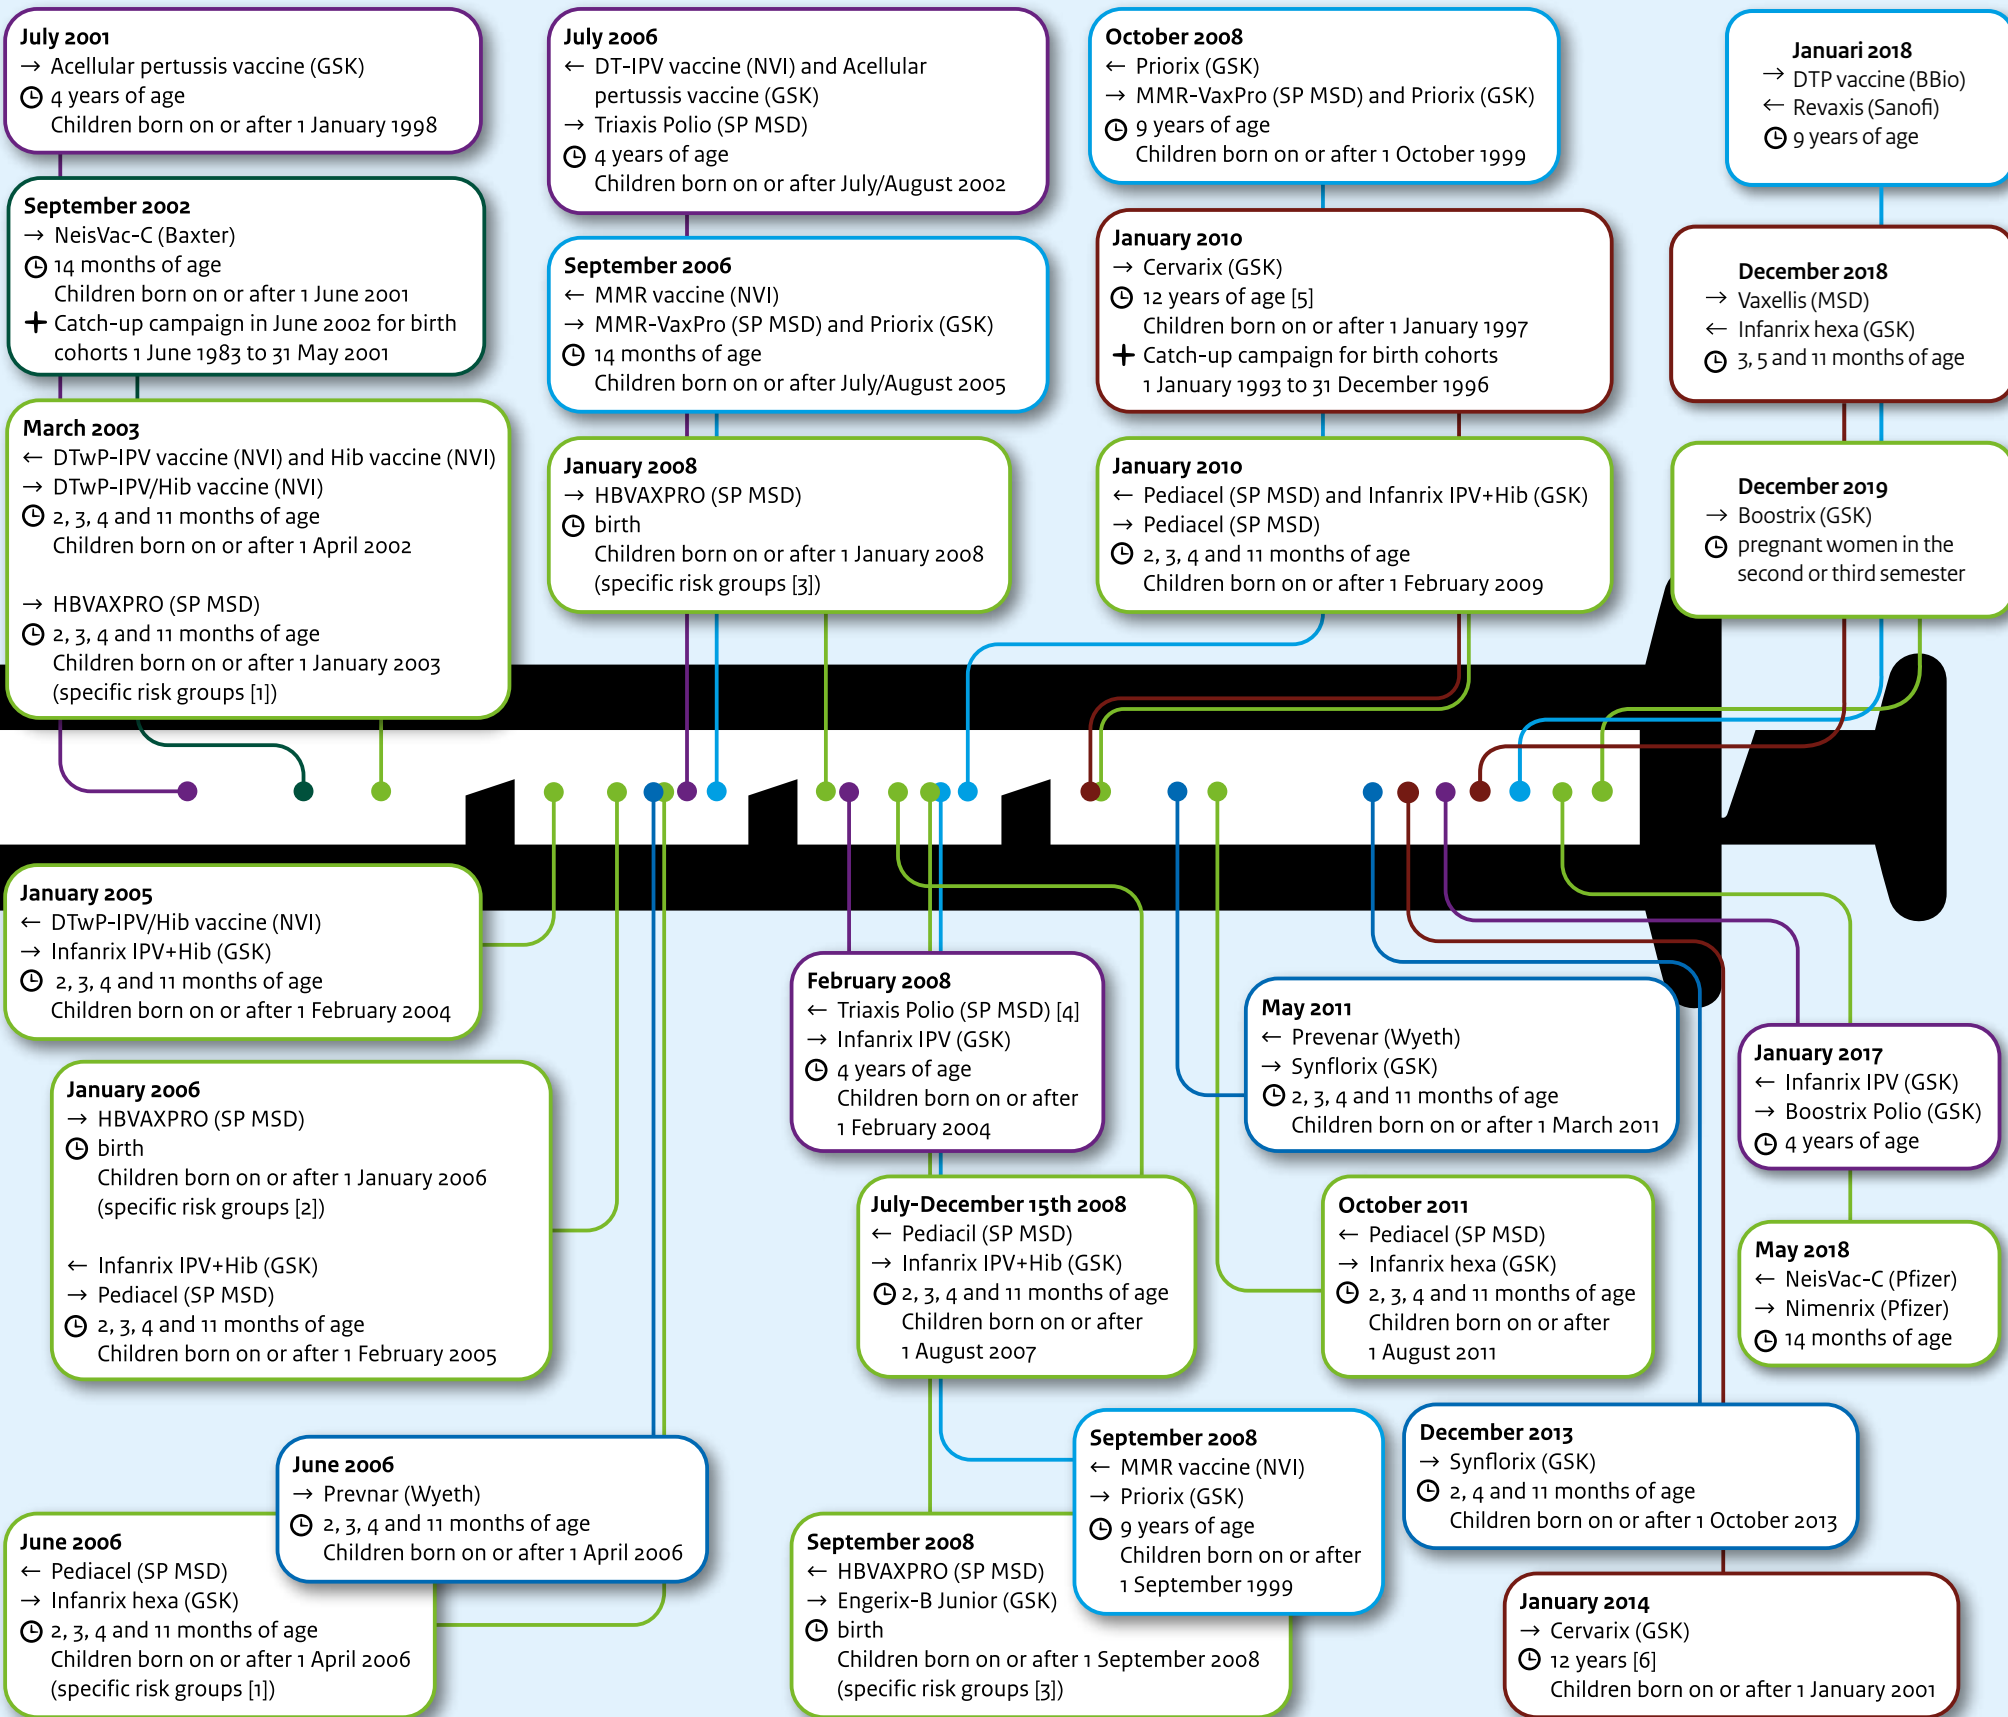 July 2001
→ Acellular pertussis vaccine (GSK)
4 years of age
Children born on or after 1 January 1998
September 2002
→ NeisVac-C (Baxter)
14 months of age
Children born on or after 1 June 2001
+ Catch-up campaign in June 2002 for birth
cohorts 1 June 1983 to 31 May 2001
March 2003
← DTwP-IPV vaccine (NVI) and Hib vaccine (NVI)
→ DTwP-IPV/Hib vaccine (NVI)
2, 3, 4 and 11 months of age
Children born on or after 1 April 2002
→ HBVAXPRO (SP MSD)
2, 3, 4 and 11 months of age
Children born on or after 1 January 2003
(specific risk groups [1])
July 2006
← DT-IPV vaccine (NVI) and Acellular
pertussis vaccine (GSK)
→ Triaxis Polio (SP MSD)
4 years of age
Children born on or after July/August 2002
September 2006
← MMR vaccine (NVI)
→ MMR-VaxPro (SP MSD) and Priorix (GSK)
14 months of age
Children born on or after July/August 2005
January 2008
→ HBVAXPRO (SP MSD)
birth
Children born on or after 1 January 2008
(specific risk groups [3])
October 2008
← Priorix (GSK)
→ MMR-VaxPro (SP MSD) and Priorix (GSK)
9 years of age
Children born on or after 1 October 1999
January 2010
→ Cervarix (GSK)
12 years of age [5]
Children born on or after 1 January 1997
+ Catch-up campaign for birth cohorts
1 January 1993 to 31 December 1996
January 2010
← Pediacel (SP MSD) and Infanrix IPV+Hib (GSK)
→ Pediacel (SP MSD)
2, 3, 4 and 11 months of age
Children born on or after 1 February 2009
Januari 2018
→ DTP vaccine (BBio)
← Revaxis (Sanofi)
9 years of age
December 2018
→ Vaxellis (MSD)
← Infanrix hexa (GSK)
3, 5 and 11 months of age
December 2019
→ Boostrix (GSK)
pregnant women in the
second or third semester
January 2005
← DTwP-IPV/Hib vaccine (NVI)
→ Infanrix IPV+Hib (GSK)
2, 3, 4 and 11 months of age
Children born on or after 1 February 2004
January 2006
→ HBVAXPRO (SP MSD)
birth
Children born on or after 1 January 2006
(specific risk groups [2])
← Infanrix IPV+Hib (GSK)
→ Pediacel (SP MSD)
2, 3, 4 and 11 months of age
Children born on or after 1 February 2005
June 2006
→ Prevnar (Wyeth)
2, 3, 4 and 11 months of age
Children born on or after 1 April 2006
June 2006
← Pediacel (SP MSD)
→ Infanrix hexa (GSK)
2, 3, 4 and 11 months of age
Children born on or after 1 April 2006
(specific risk groups [1])
February 2008
← Triaxis Polio (SP MSD) [4]
→ Infanrix IPV (GSK)
4 years of age
Children born on or after
1 February 2004
July-December 15th 2008
← Pediacil (SP MSD)
→ Infanrix IPV+Hib (GSK)
2, 3, 4 and 11 months of age
Children born on or after
1 August 2007
September 2008
← MMR vaccine (NVI)
→ Priorix (GSK)
9 years of age
Children born on or after
1 September 1999
September 2008
← HBVAXPRO (SP MSD)
→ Engerix-B Junior (GSK)
birth
Children born on or after 1 September 2008
(specific risk groups [3])
May 2011
← Prevenar (Wyeth)
→ Synflorix (GSK)
2, 3, 4 and 11 months of age
Children born on or after 1 March 2011
October 2011
← Pediacel (SP MSD)
→ Infanrix hexa (GSK)
2, 3, 4 and 11 months of age
Children born on or after
1 August 2011
December 2013
→ Synflorix (GSK)
2, 4 and 11 months of age
Children born on or after 1 October 2013
January 2014
→ Cervarix (GSK)
12 years [6]
Children born on or after 1 January 2001
January 2017
← Infanrix IPV (GSK)
→ Boostrix Polio (GSK)
4 years of age
May 2018
← NeisVac-C (Pfizer)
→ Nimenrix (Pfizer)
14 months of age